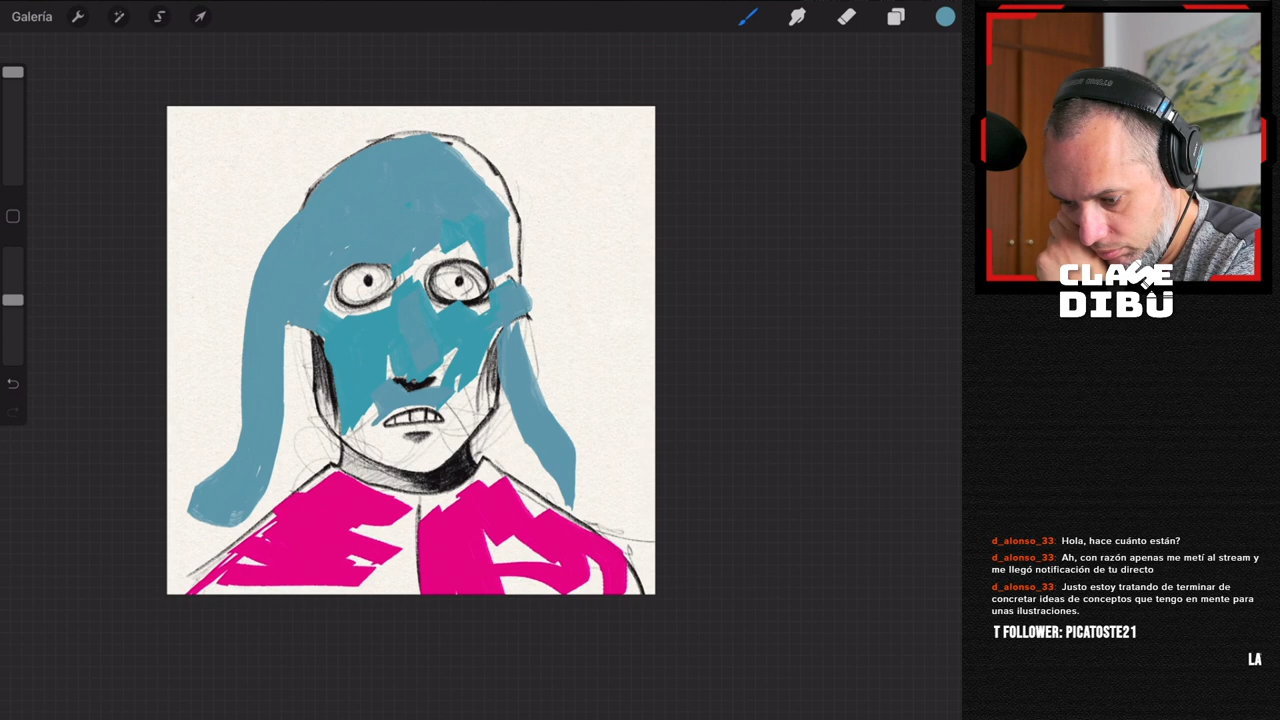 Galería
CLASE
DIBU
d_alonso_33: Hola, hace cuánto están?
d_alonso_33: Ah, con razón apenas me metí al stream y
me llegó notificación de tu directo
d_alonso_33: Justo estoy tratando de terminar de
concretar ideas de conceptos que tengo en mente para
unas ilustraciones.
T FOLLOWER: PICATOSTE21
LA